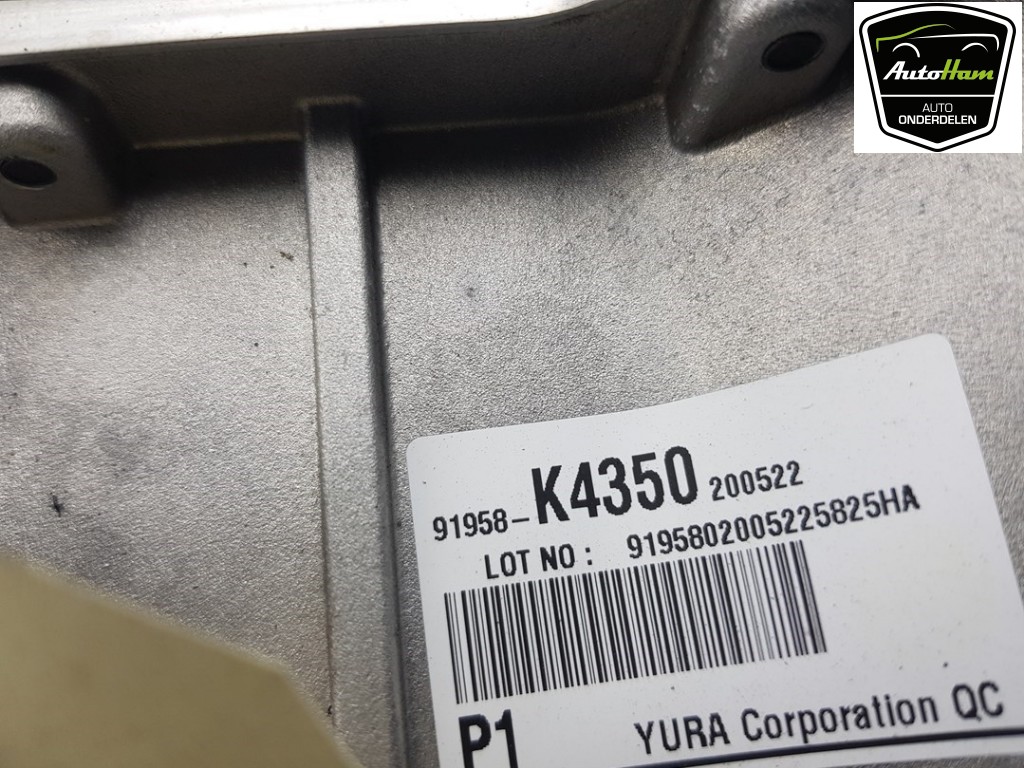 AutoHam
AUTO
ONDERDELEN
91958-K4350 200522
LOT NO : 9195802005225825HA
P1 YURA Corporation QC